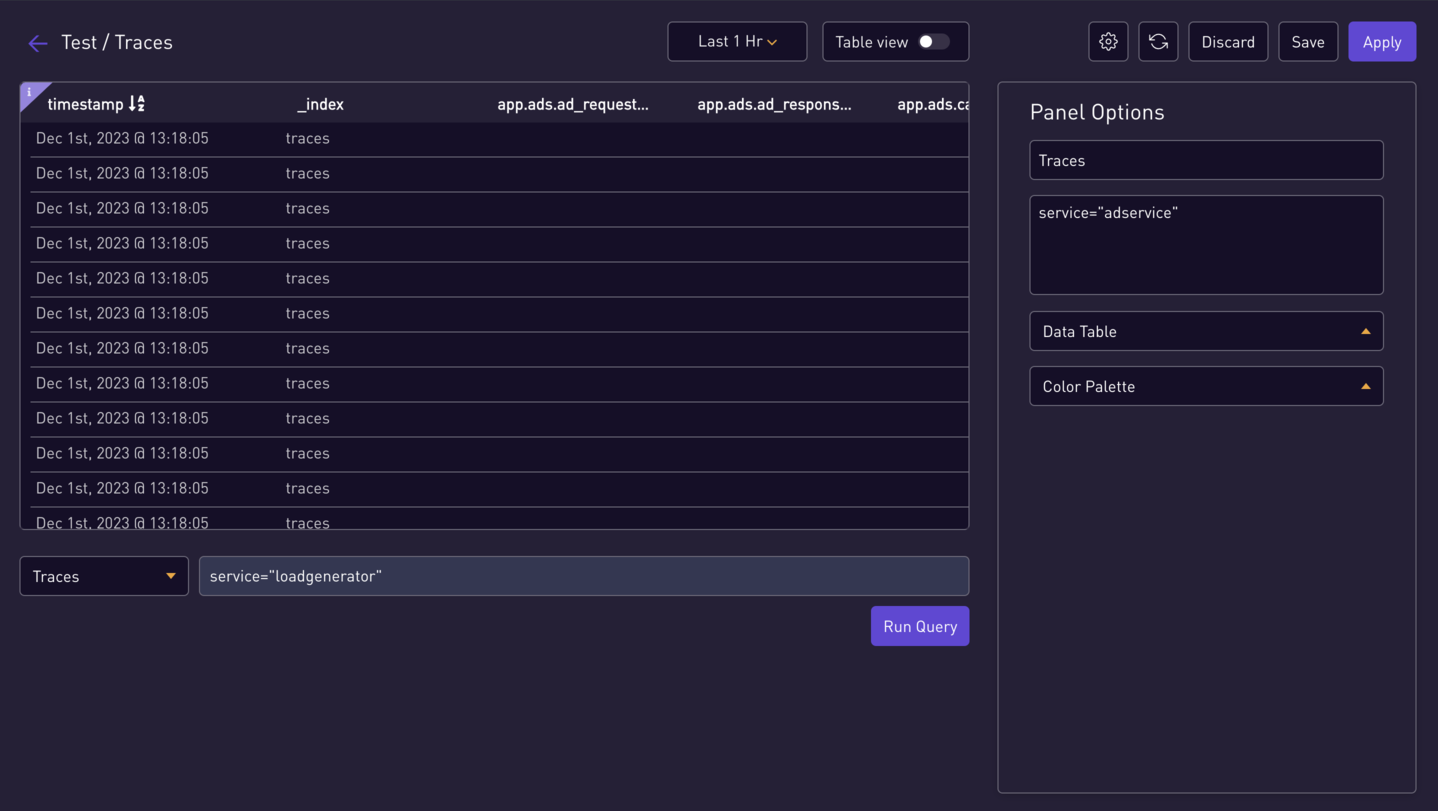 Test / Traces
Last 1 Hr
Table view
Discard
Save
Apply
i
timestamp
_index
app.ads.ad_request...
app.ads.ad_respons...
app.ads.ca
Dec 1st, 2023 @ 13:18:05 traces
Dec 1st, 2023 @ 13:18:05 traces
Dec 1st, 2023 @ 13:18:05 traces
Dec 1st, 2023 @ 13:18:05 traces
Dec 1st, 2023 @ 13:18:05 traces
Dec 1st, 2023 @ 13:18:05 traces
Dec 1st, 2023 @ 13:18:05 traces
Dec 1st, 2023 @ 13:18:05 traces
Dec 1st, 2023 @ 13:18:05 traces
Dec 1st, 2023 @ 13:18:05 traces
Dec 1st, 2023 @ 13:18:05 traces
Dec 1st, 2023 @ 13:18:05 traces
Traces
service="loadgenerator"
Run Query
Panel Options
Traces
service="adservice"
Data Table
Color Palette